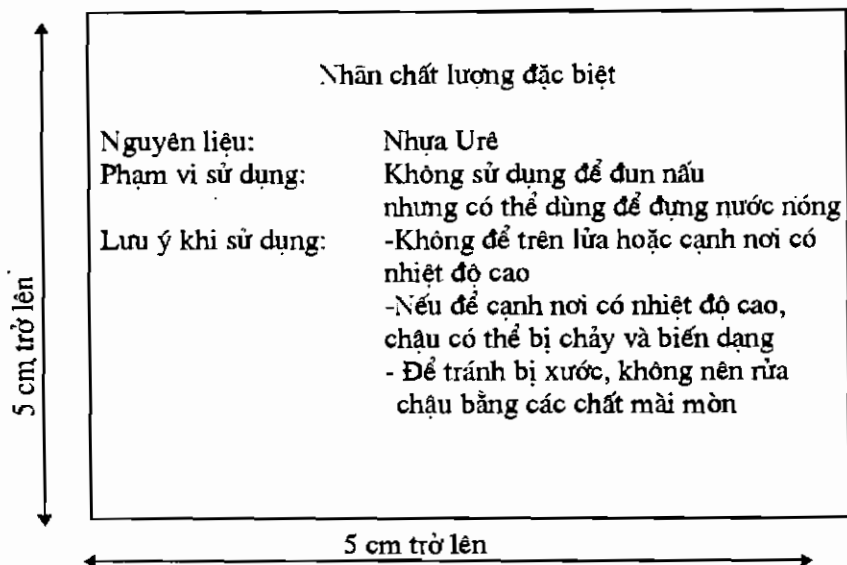 Nhãn chất lượng đặc biệt
Nguyên liệu: Nhựa Urê
Phạm vi sử dụng: Không sử dụng để đun nấu
nhưng có thể dùng để đựng nước nóng
Lưu ý khi sử dụng: -Không để trên lửa hoặc cạnh nơi có
nhiệt độ cao
-Nếu để cạnh nơi có nhiệt độ cao,
chậu có thể bị chảy và biến dạng
- Để tránh bị xước, không nên rửa
chậu bằng các chất mài mòn
5 cm trở lên
5 cm trở lên